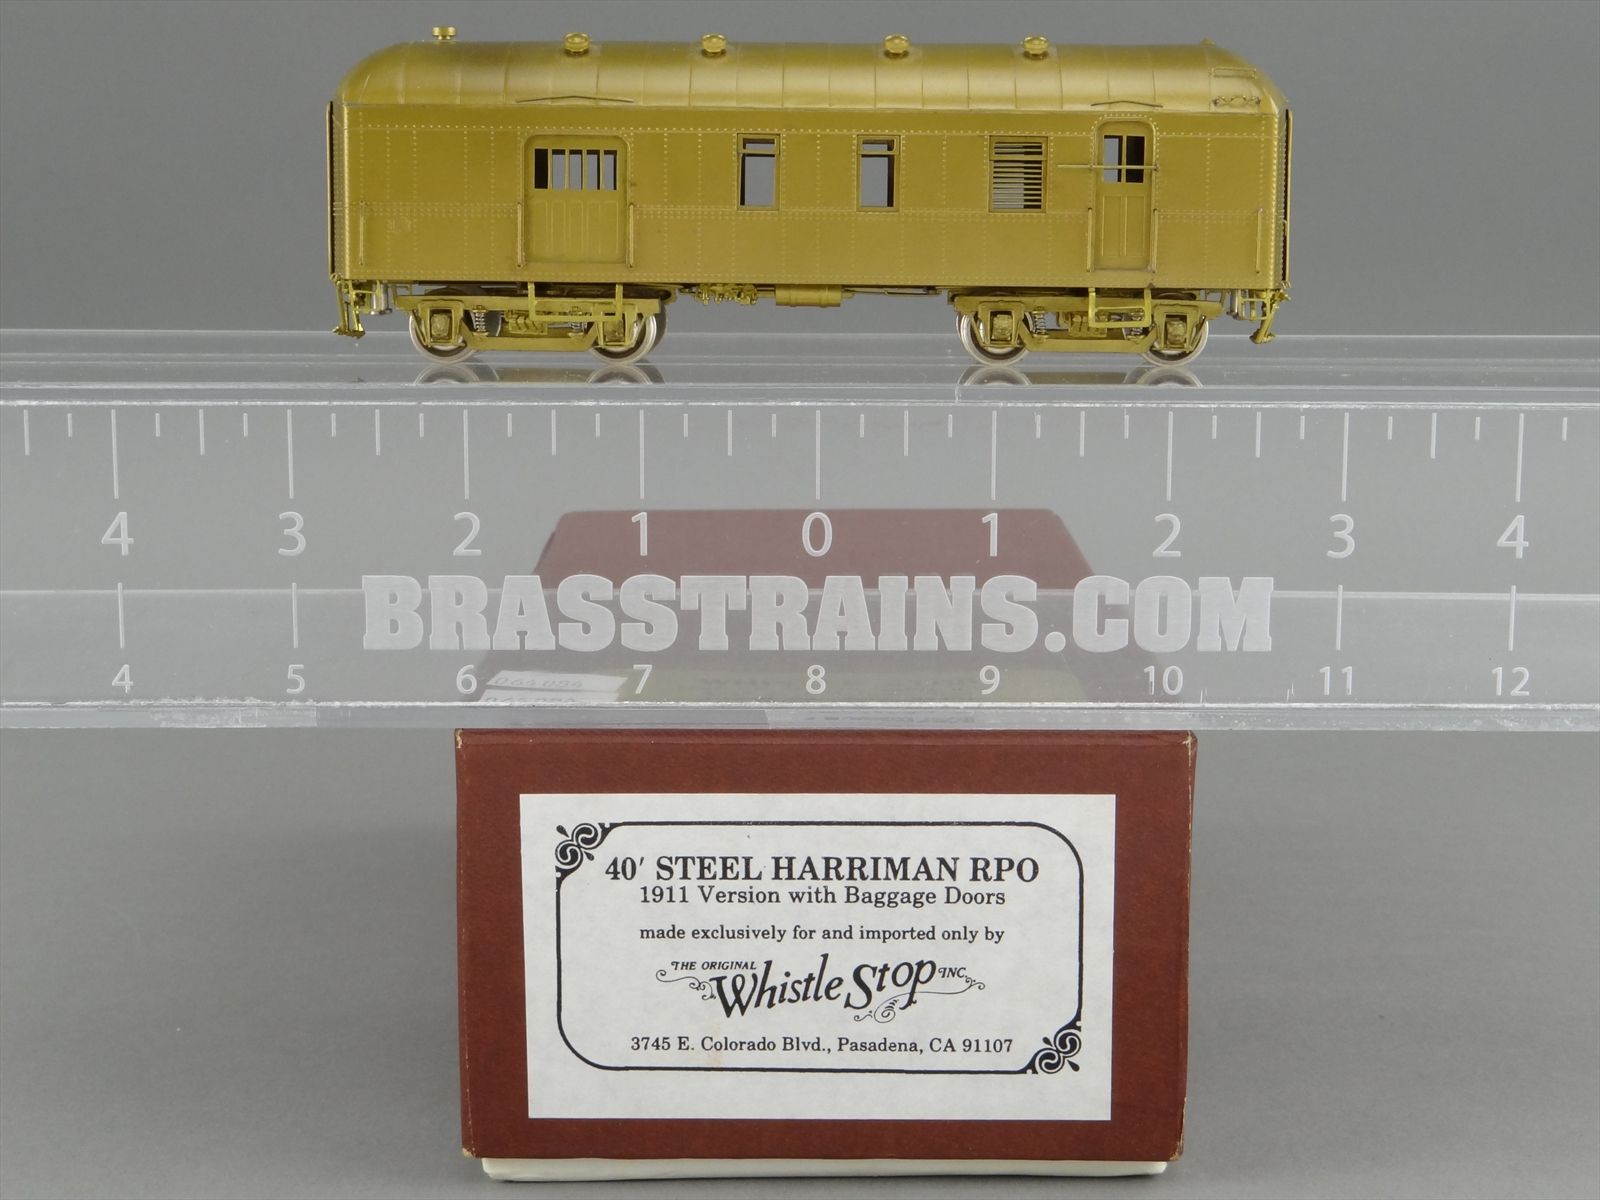 4 3 2 1 0 1 2 3 4
BRASSTRAINS.COM
4 5 6 7 8 9 10 11 12
40' STEEL HARRIMAN RPO
1911 Version with Baggage Doors
made exclusively for and imported only by
THE ORIGINAL Whistle Stop INC.
3745 E. Colorado Blvd., Pasadena, CA 91107